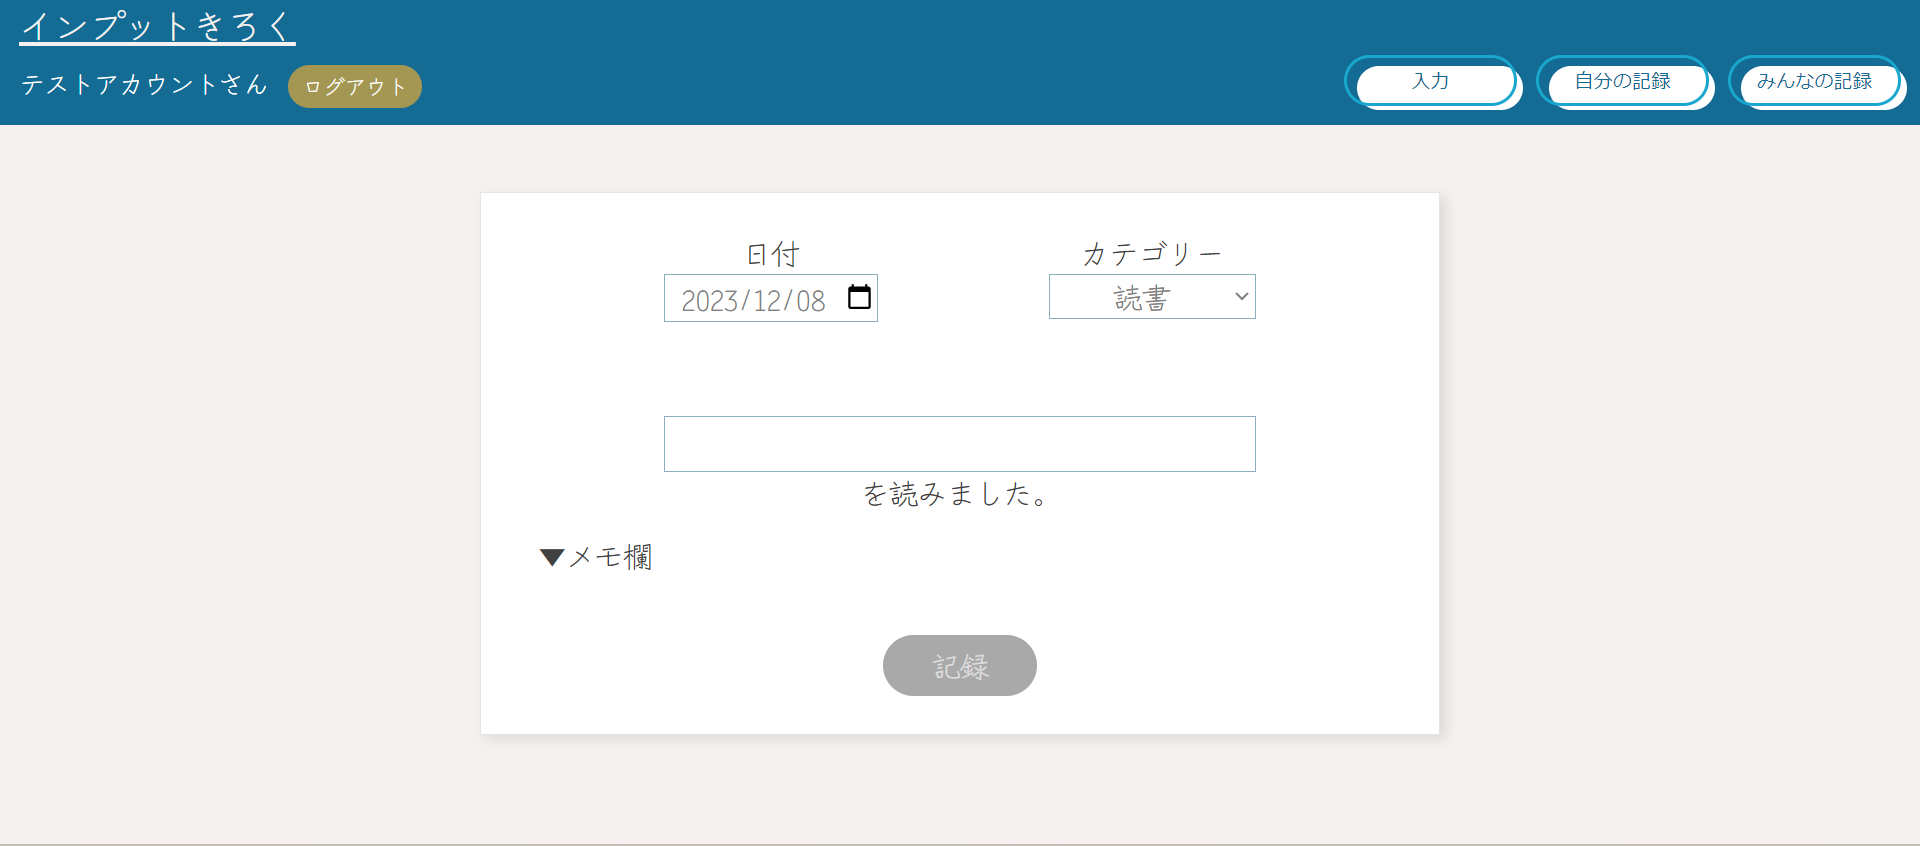 インプットきろく
テストアカウントさん
ログアウト
入力
自分の記録
みんなの記録
日付
カテゴリー
2023/12/08
読書
を読みました。
▼メモ欄
記録